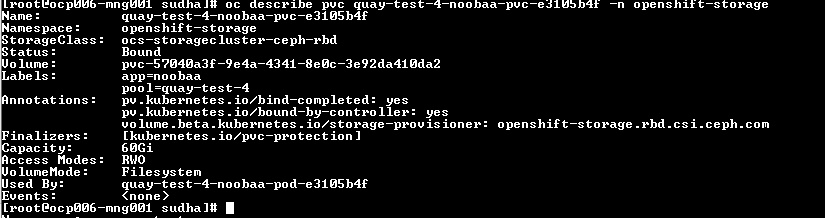 [root@ocp006-mng001 sudha]# oc describe pvc quay-test-4-noobaa-pvc-e3105b4f -n openshift-storage
Name: quay-test-4-noobaa-pvc-e3105b4f
Namespace: openshift-storage
StorageClass: ocs-storagecluster-ceph-rbd
Status: Bound
Volume: pvc-57040a3f-9e4a-4341-8e0c-3e92da410da2
Labels: app=noobaa
pool=quay-test-4
Annotations: pv.kubernetes.io/bind-completed: yes
pv.kubernetes.io/bound-by-controller: yes
volume.beta.kubernetes.io/storage-provisioner: openshift-storage.rbd.csi.ceph.com
Finalizers: [kubernetes.io/pvc-protection]
Capacity: 60Gi
Access Modes: RWO
VolumeMode: Filesystem
Used By: quay-test-4-noobaa-pod-e3105b4f
Events: <none>
[root@ocp006-mng001 sudha]#